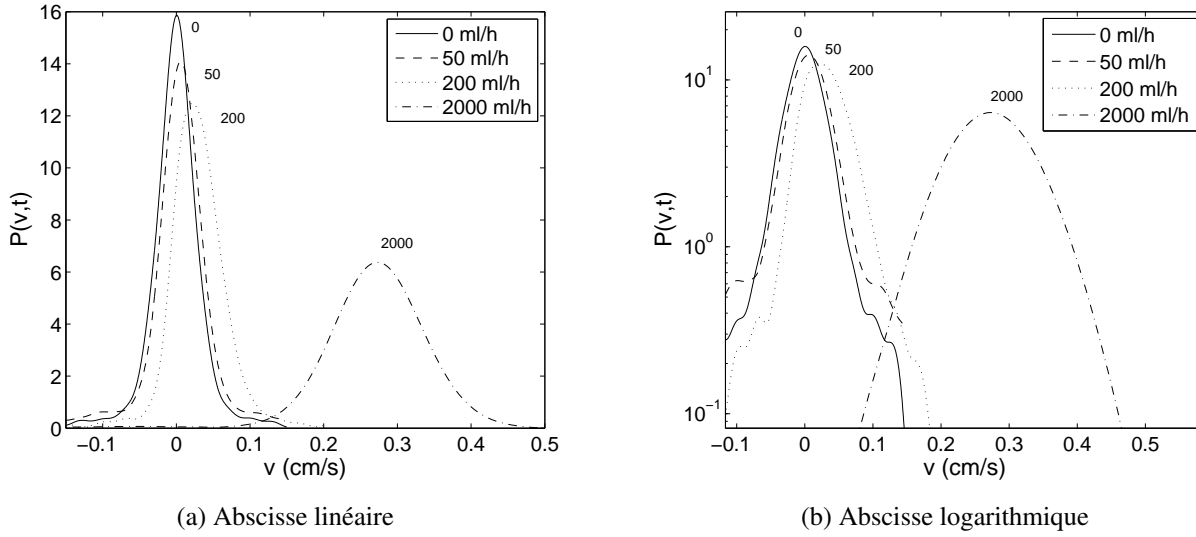 16
14
12
10
8
6
4
2
0
−0.1
0
0.1
0.2
0.3
0.4
0.5
v (cm/s)
P(v,t)
0
50
200
2000
0 ml/h
50 ml/h
200 ml/h
2000 ml/h
(a) Abscisse linéaire
10¹
10⁰
10⁻¹
−0.1
0
0.1
0.2
0.3
0.4
0.5
v (cm/s)
P(v,t)
0
50
200
2000
0 ml/h
50 ml/h
200 ml/h
2000 ml/h
(b) Abscisse logarithmique